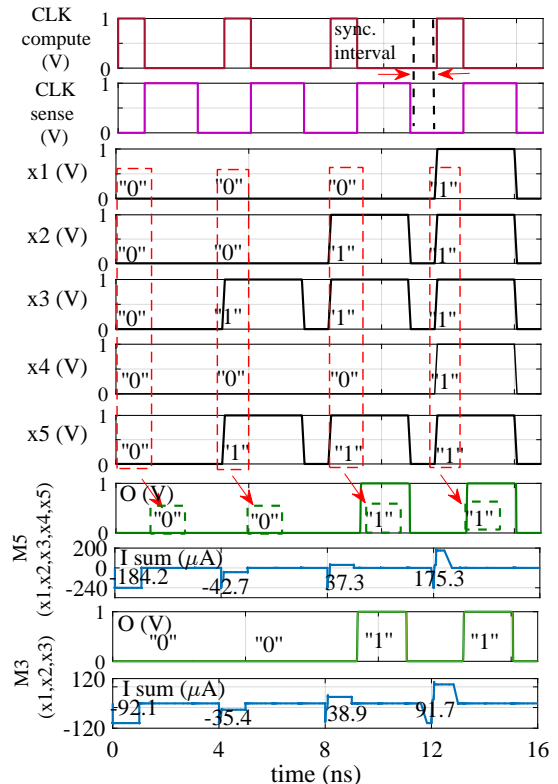 CLK
compute
(V)
1
0
sync.
interval
CLK
sense
(V)
1
0
x1 (V)
1
0
"0" "0" "0" "1"
x2 (V)
1
0
"0" "0" "1" "1"
x3 (V)
1
0
"0" "1" "1" "1"
x4 (V)
1
0
"0" "0" "0" "1"
x5 (V)
1
0
"0" "1" "1" "1"
M5
(x1,x2,x3,x4,x5)
1
0
O (V)
"0" "0" "1" "1"
200
0
-240
I sum (μA)
-184.2 -42.7 37.3 175.3
M3
(x1,x2,x3)
1
0
O (V)
"0" "0" "1" "1"
120
-120
I sum (μA)
-92.1 -35.4 38.9 91.7
0 4 8 12 16
time (ns)